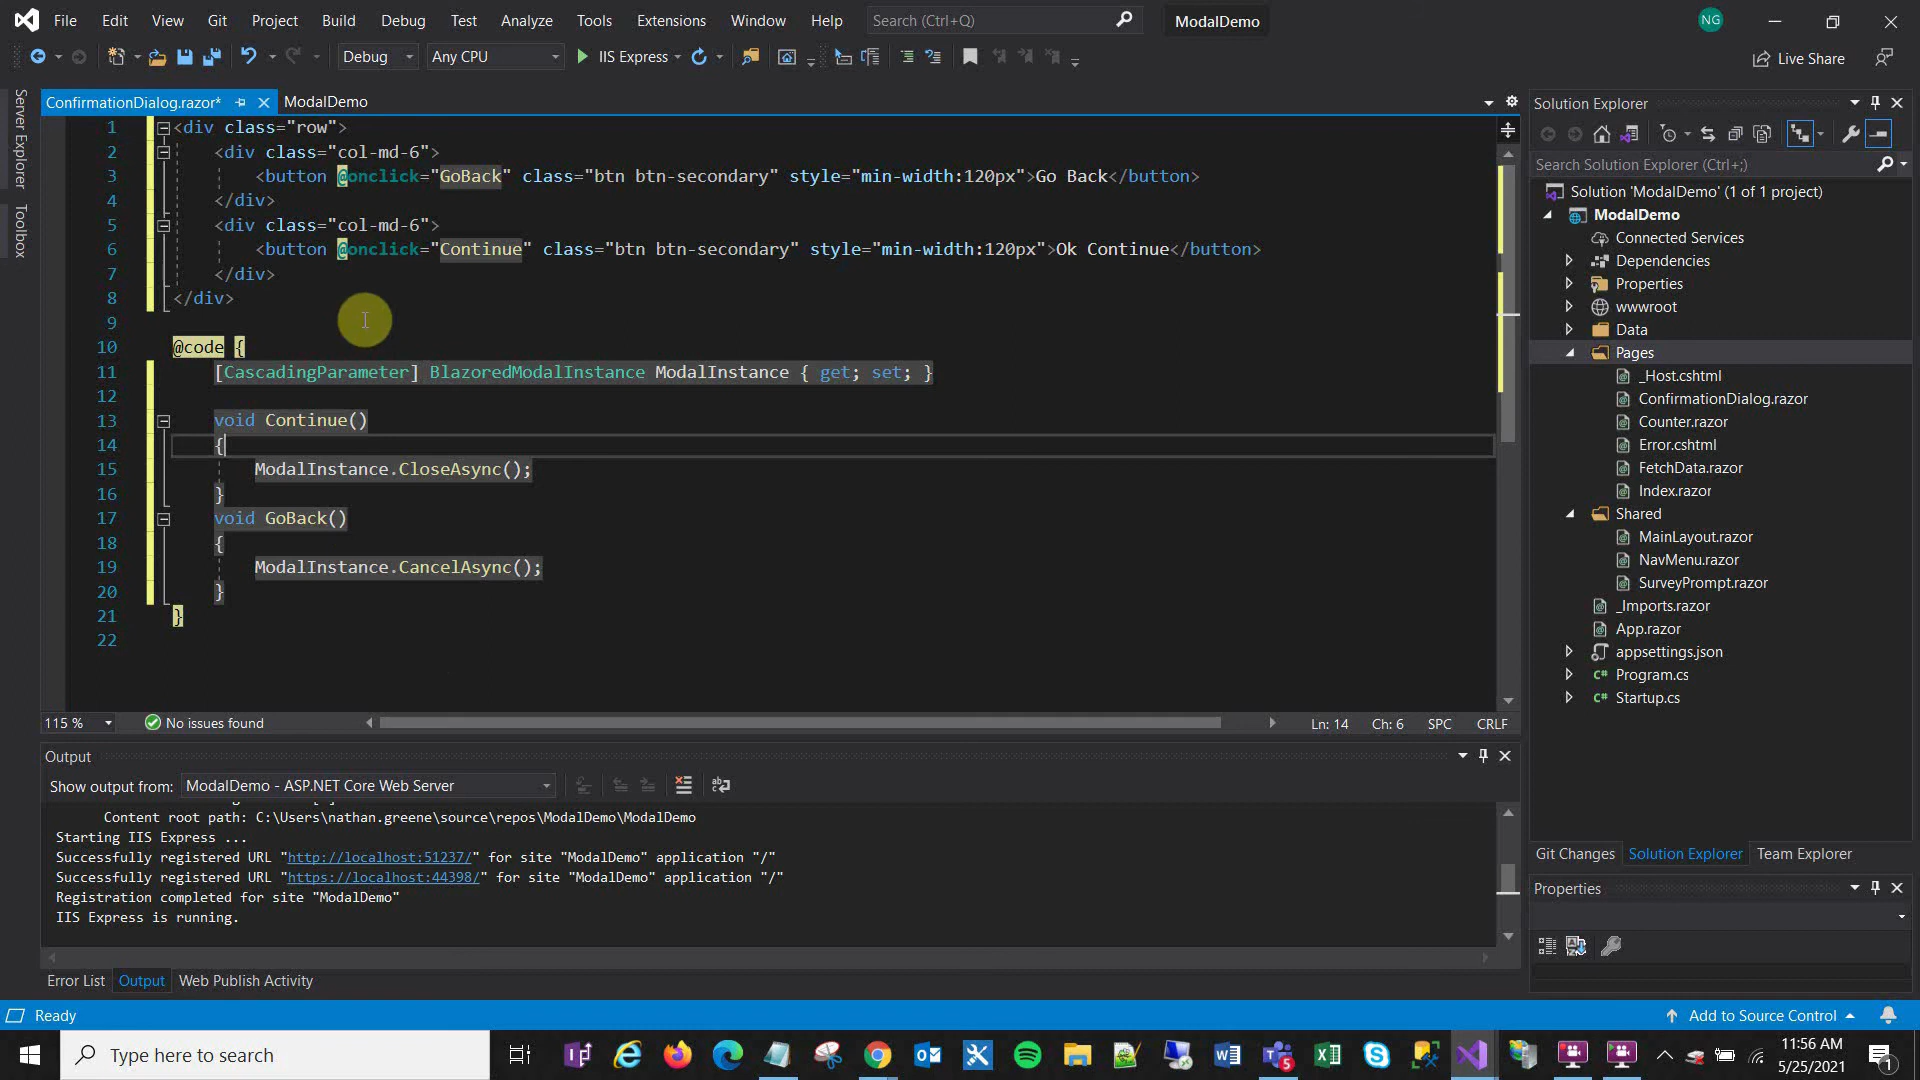 File Edit View Git Project Build Debug Test Analyze Tools Extensions Window Help Search (Ctrl+Q) ModalDemo NG
Debug Any CPU IIS Express Live Share
Server Explorer
Toolbox
ConfirmationDialog.razor* ModalDemo
1 <div class="row">
2 <div class="col-md-6">
3 <button @onclick="GoBack" class="btn btn-secondary" style="min-width:120px">Go Back</button>
4 </div>
5 <div class="col-md-6">
6 <button @onclick="Continue" class="btn btn-secondary" style="min-width:120px">Ok Continue</button>
7 </div>
8 </div>
9
10 @code {
11 [CascadingParameter] BlazoredModalInstance ModalInstance { get; set; }
12
13 void Continue()
14 {
15 ModalInstance.CloseAsync();
16 }
17 void GoBack()
18 {
19 ModalInstance.CancelAsync();
20 }
21 }
22
115 % No issues found Ln: 14 Ch: 6 SPC CRLF
Output
Show output from: ModalDemo - ASP.NET Core Web Server
Content root path: C:\Users\nathan.greene\source\repos\ModalDemo\ModalDemo
Starting IIS Express ...
Successfully registered URL "http://localhost:51237/" for site "ModalDemo" application "/"
Successfully registered URL "https://localhost:44398/" for site "ModalDemo" application "/"
Registration completed for site "ModalDemo"
IIS Express is running.
Error List Output Web Publish Activity
Solution Explorer
Search Solution Explorer (Ctrl+;)
Solution 'ModalDemo' (1 of 1 project)
ModalDemo
Connected Services
Dependencies
Properties
wwwroot
Data
Pages
_Host.cshtml
ConfirmationDialog.razor
Counter.razor
Error.cshtml
FetchData.razor
Index.razor
Shared
MainLayout.razor
NavMenu.razor
SurveyPrompt.razor
_Imports.razor
App.razor
appsettings.json
C# Program.cs
C# Startup.cs
Git Changes Solution Explorer Team Explorer
Properties
Ready Add to Source Control
Type here to search
11:56 AM
5/25/2021